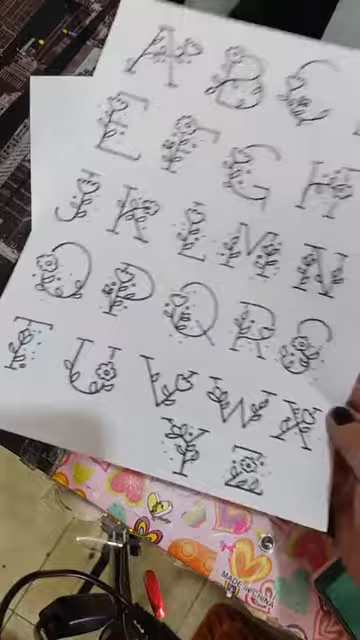 A B C
E F G H
J K L M N
O P Q R S
T U V W X
Y Z
MADE IN CHINA